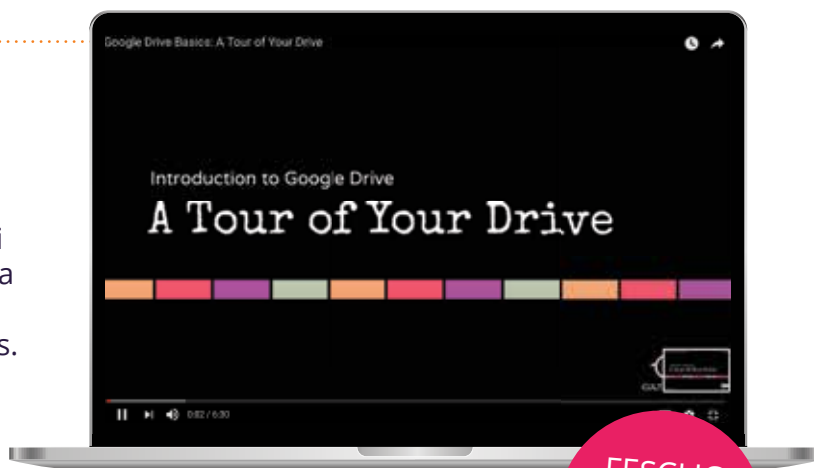 Google Drive Basics: A Tour of Your Drive
Introduction to Google Drive
A Tour of Your Drive
i
a
s.
0:02 / 6:30